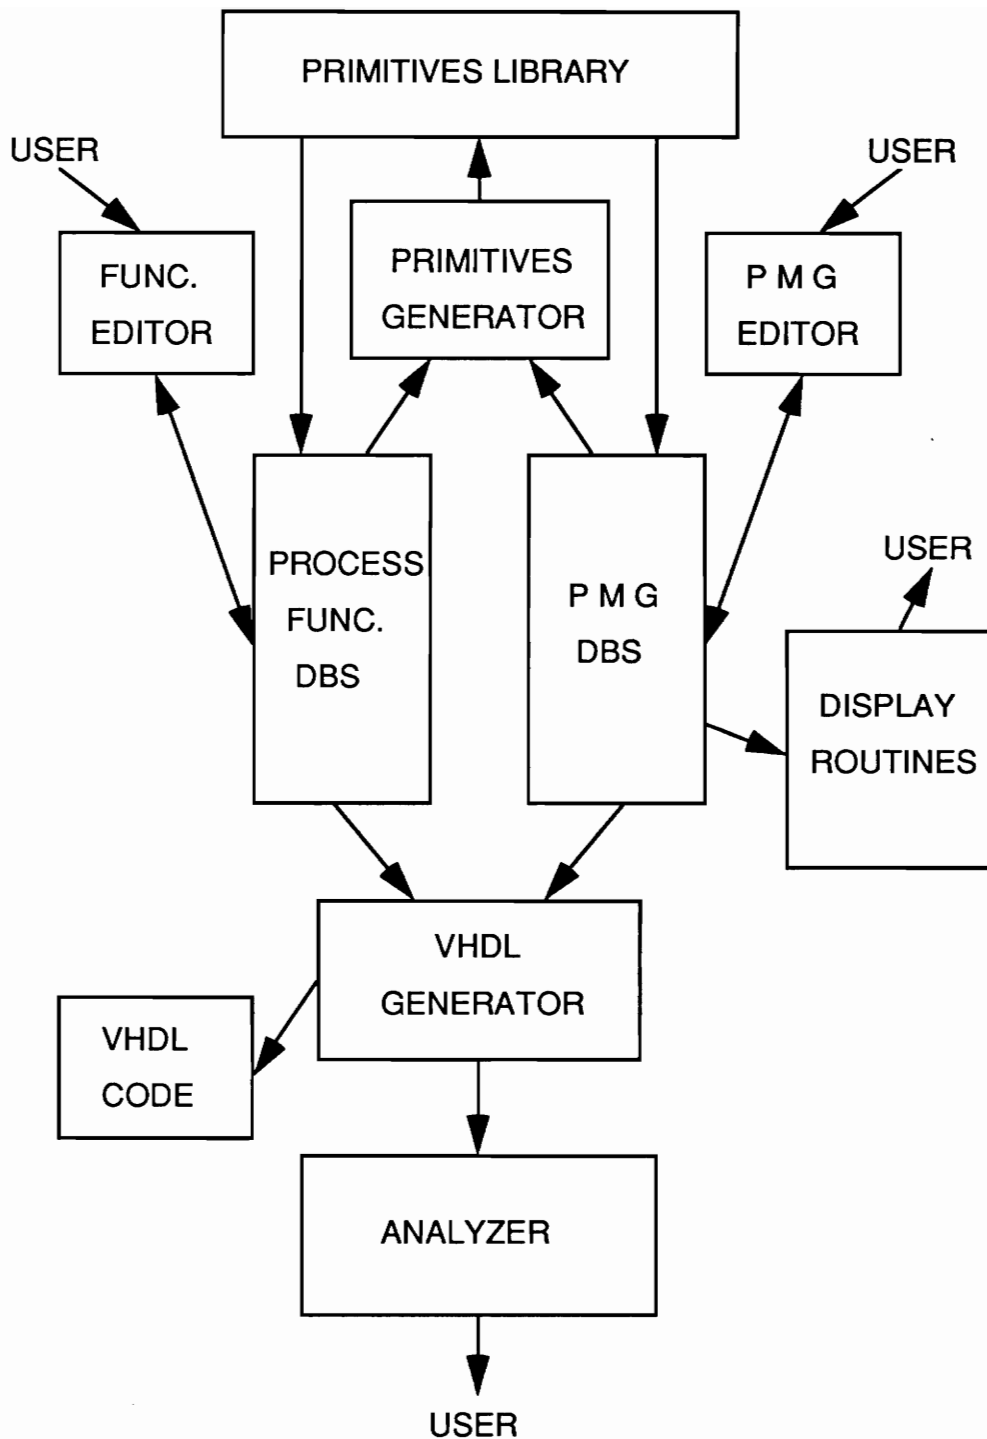 PRIMITIVES LIBRARY
USER
USER
FUNC.
EDITOR
PRIMITIVES
GENERATOR
P M G
EDITOR
PROCESS
FUNC.
DBS
P M G
DBS
USER
DISPLAY
ROUTINES
VHDL
GENERATOR
VHDL
CODE
ANALYZER
USER